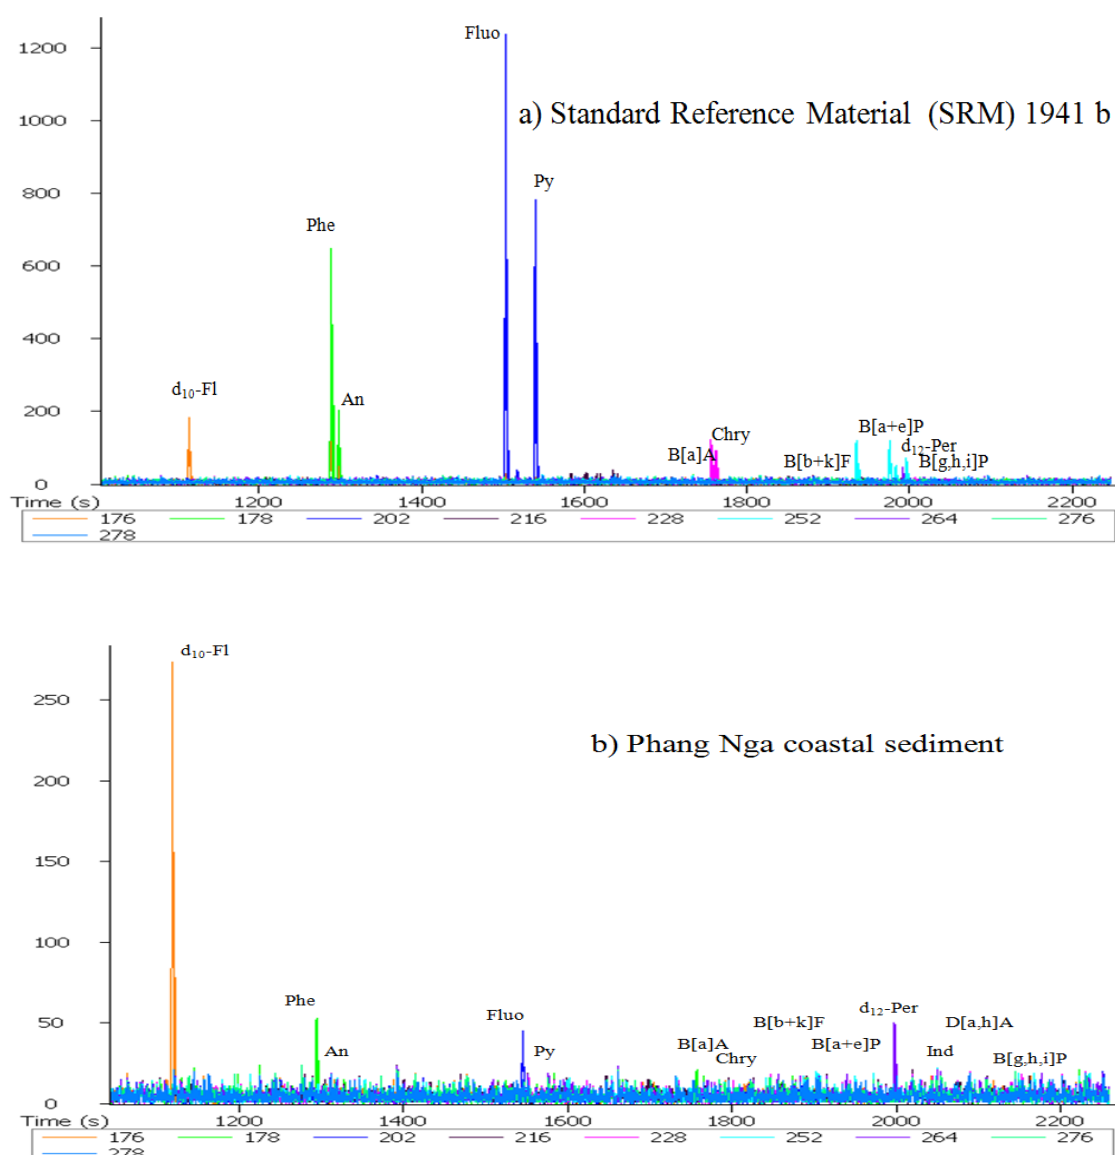 1200
Fluo
a) Standard Reference Material (SRM) 1941 b
1000
800
Py
Phe
600
400
d₁₀-Fl
An
200
B[a]A
Chry
B[b+k]F
B[a+e]P
d₁₂-Per
B[g,h,i]P
0
Time (s) 1200 1400 1600 1800 2000 2200
176 178 202 216 228 252 264 276
278
d₁₀-Fl
250
b) Phang Nga coastal sediment
200
150
100
50
Phe
An
Fluo
Py
B[a]A
Chry
B[b+k]F
B[a+e]P
d₁₂-Per
Ind
D[a,h]A
B[g,h,i]P
0
Time (s) 1200 1400 1600 1800 2000 2200
176 178 202 216 228 252 264 276
278